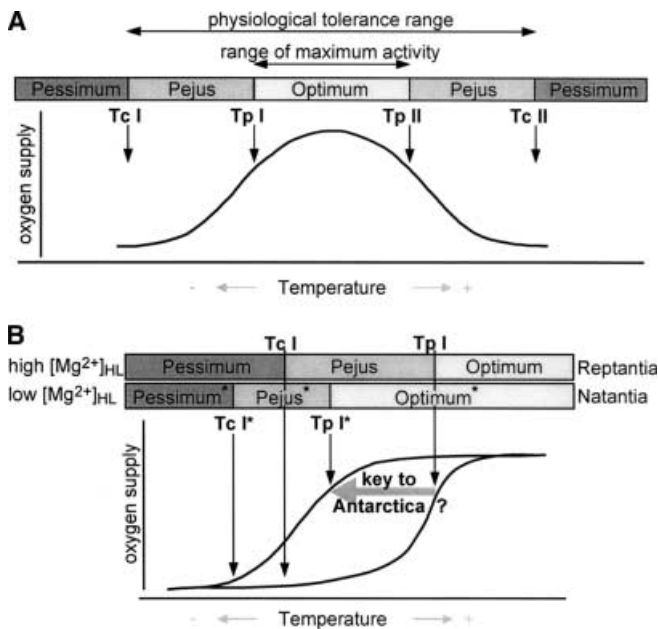 A
physiological tolerance range
range of maximum activity
Pessimum Pejus Optimum Pejus Pessimum
Tc I Tp I Tp II Tc II
oxygen supply
- Temperature +
B
Tc I Tp I
high [Mg2+]HL Pessimum Pejus Optimum Reptantia
low [Mg2+]HL Pessimum* Pejus* Optimum* Natantia
Tc I* Tp I*
key to
Antarctica ?
oxygen supply
- Temperature +